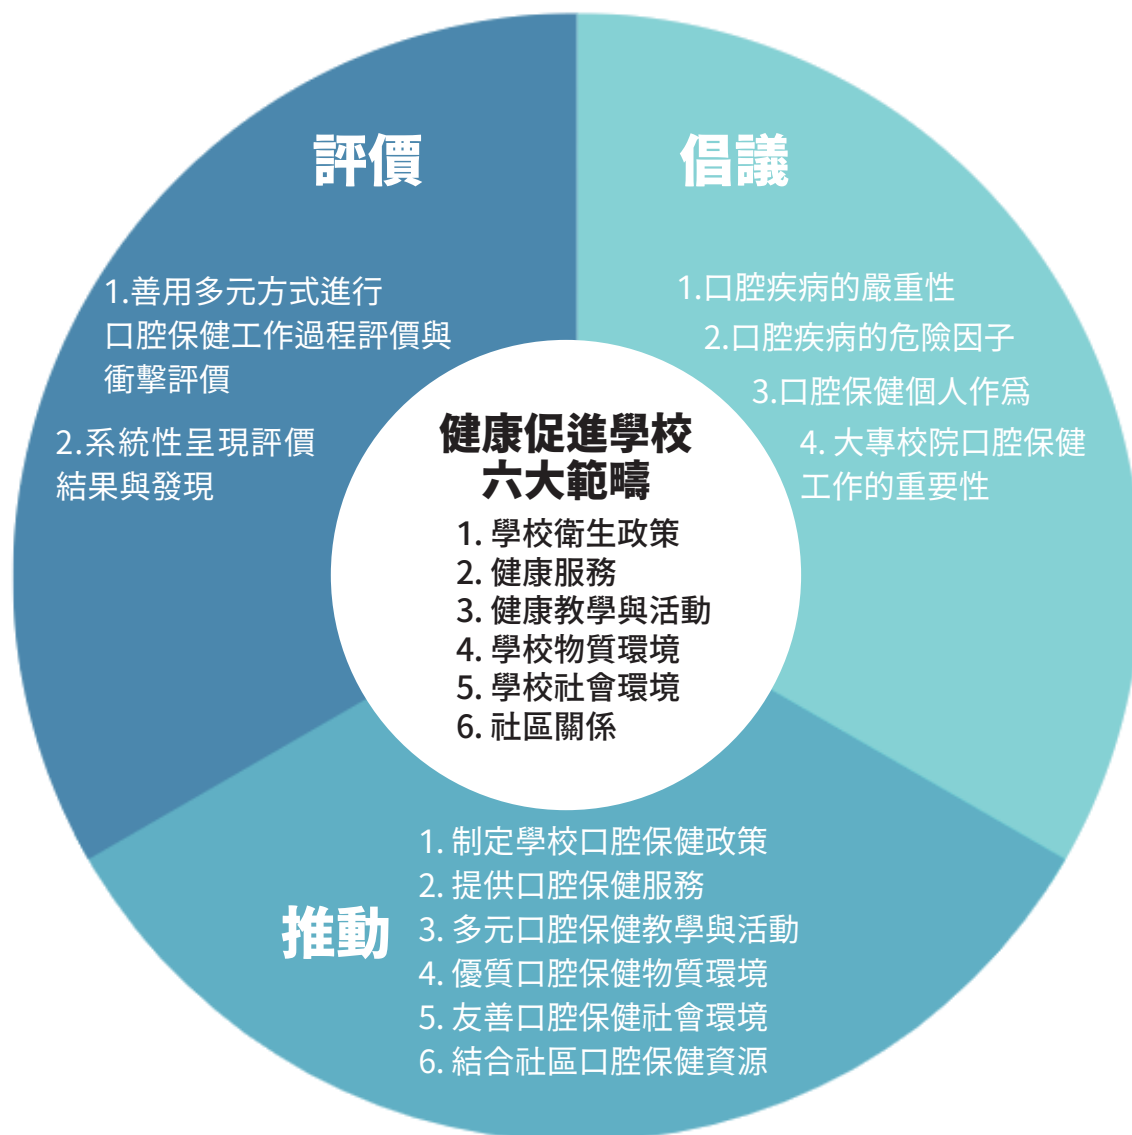 評價
1.善用多元方式進行
口腔保健工作過程評價與
衝擊評價
2.系統性呈現評價
結果與發現
倡議
1.口腔疾病的嚴重性
2.口腔疾病的危險因子
3.口腔保健個人作爲
4. 大專校院口腔保健
工作的重要性
健康促進學校
六大範疇
1. 學校衛生政策
2. 健康服務
3. 健康教學與活動
4. 學校物質環境
5. 學校社會環境
6. 社區關係
推動
1. 制定學校口腔保健政策
2. 提供口腔保健服務
3. 多元口腔保健教學與活動
4. 優質口腔保健物質環境
5. 友善口腔保健社會環境
6. 結合社區口腔保健資源